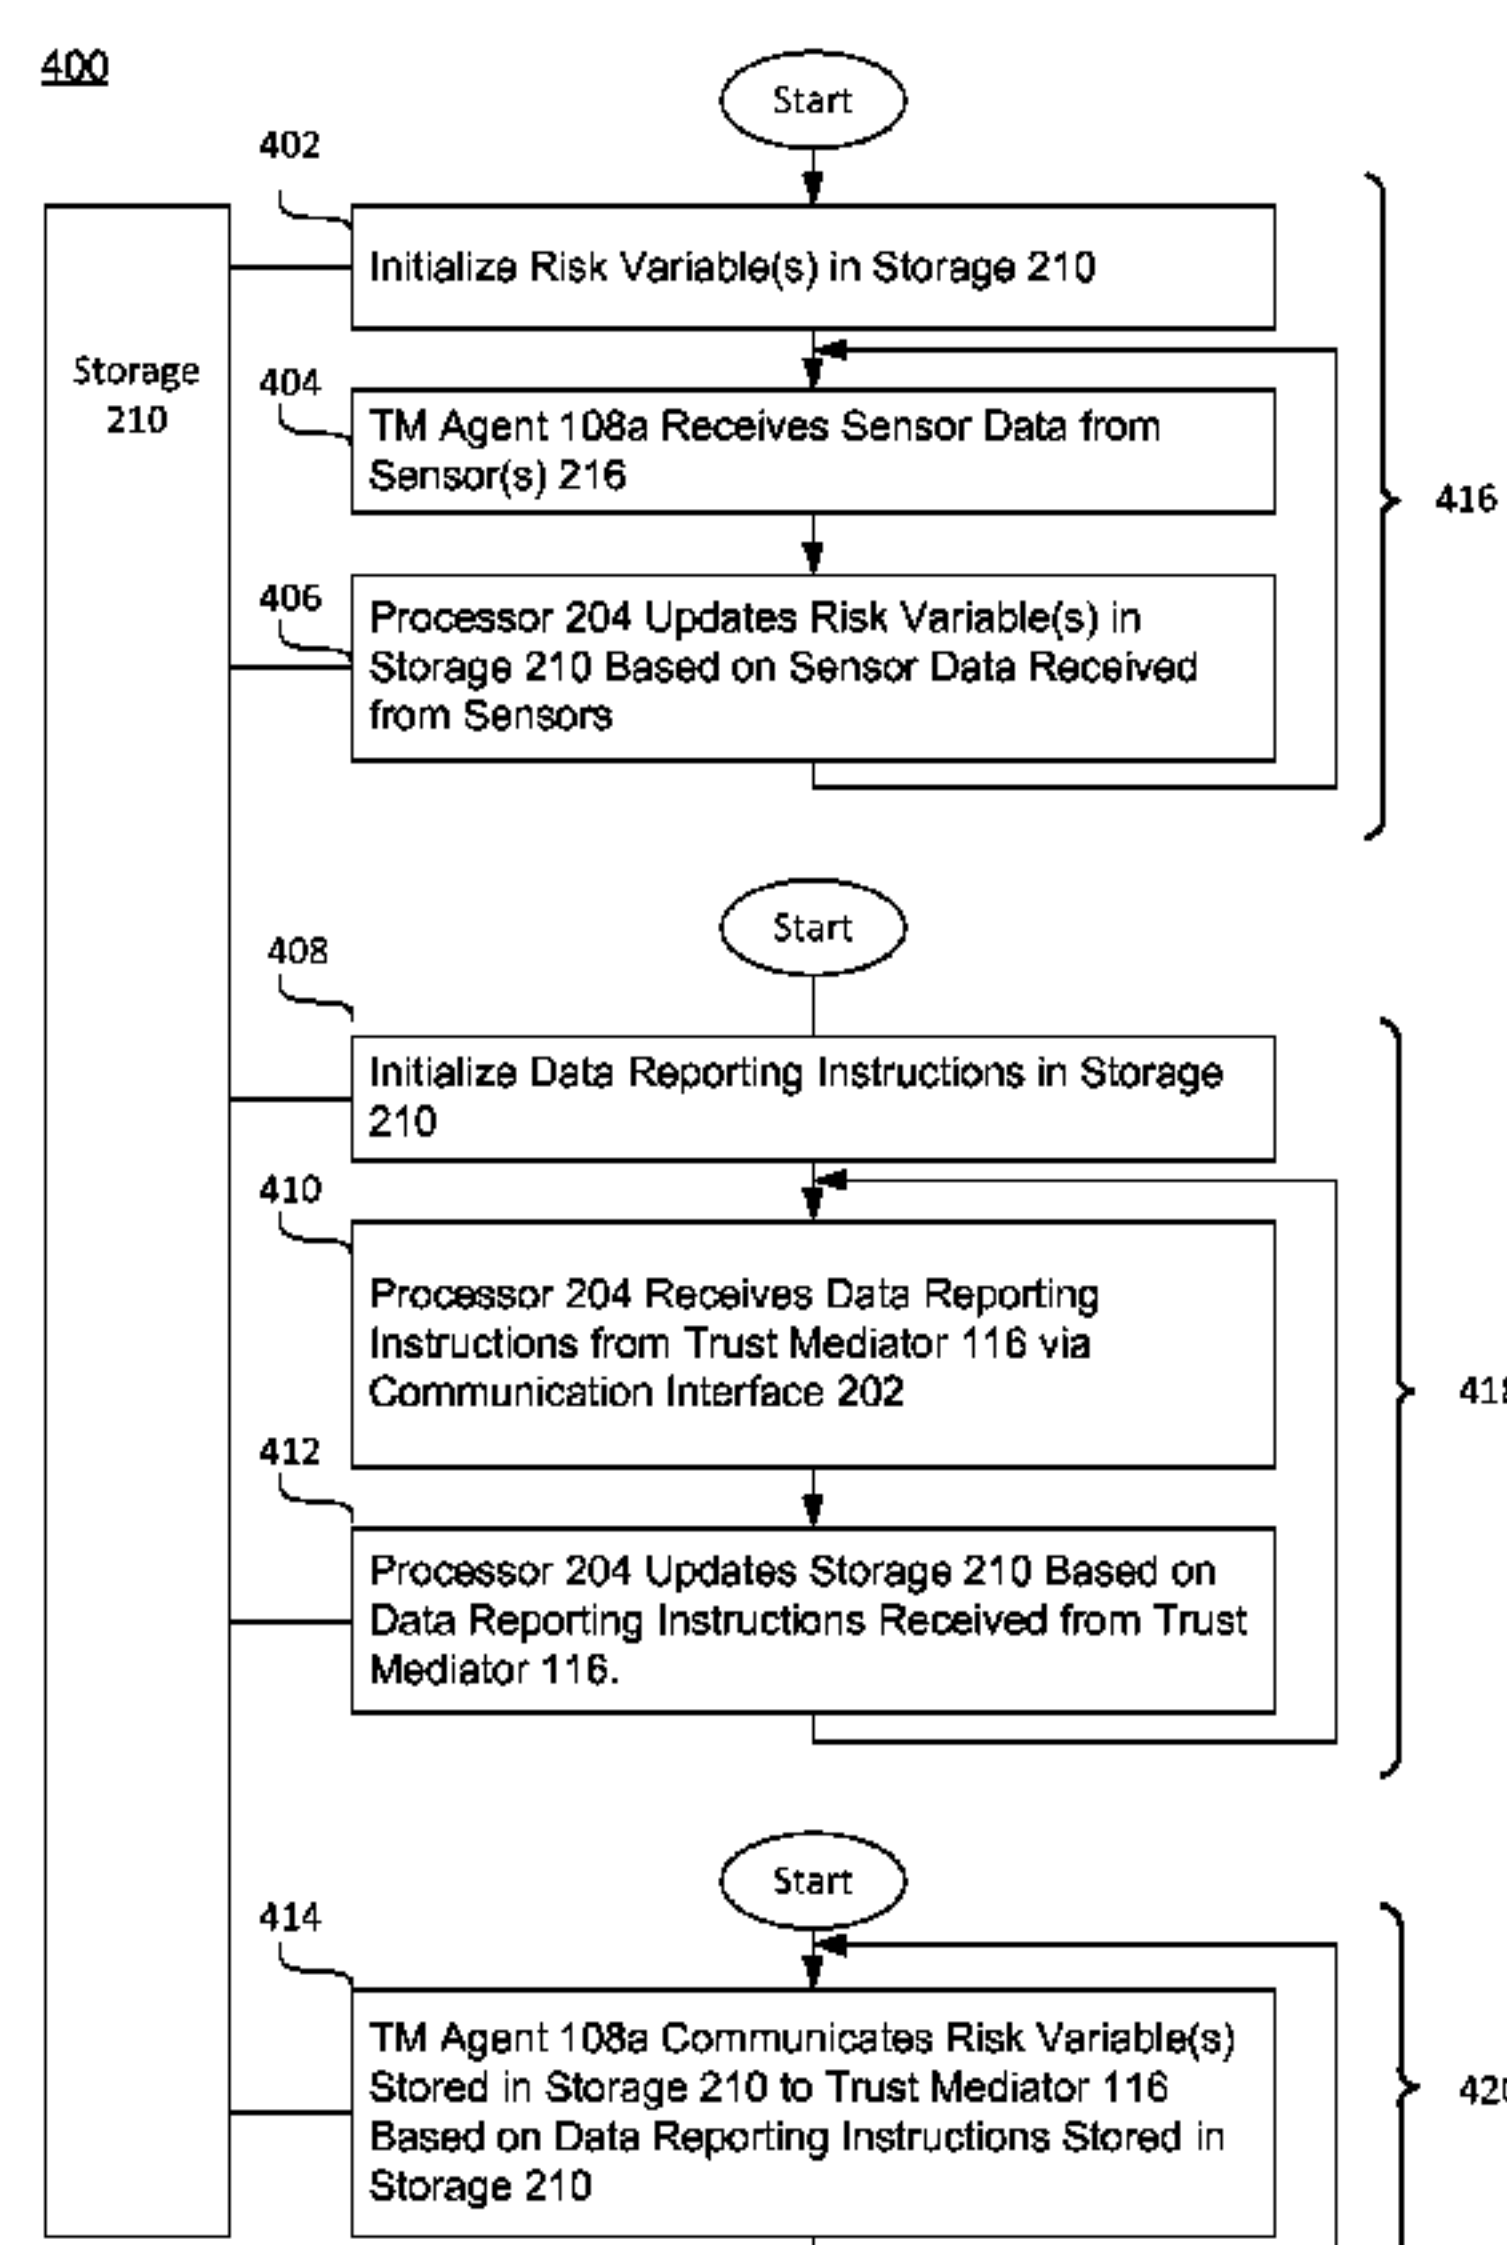 400
Start
402
Initialize Risk Variable(s) in Storage 210
Storage
210
404
TM Agent 108a Receives Sensor Data from
Sensor(s) 216
416
406
Processor 204 Updates Risk Variable(s) in
Storage 210 Based on Sensor Data Received
from Sensors
Start
408
Initialize Data Reporting Instructions in Storage
210
410
Processor 204 Receives Data Reporting
Instructions from Trust Mediator 116 via
Communication Interface 202
418
412
Processor 204 Updates Storage 210 Based on
Data Reporting Instructions Received from Trust
Mediator 116.
Start
414
TM Agent 108a Communicates Risk Variable(s)
Stored in Storage 210 to Trust Mediator 116
Based on Data Reporting Instructions Stored in
Storage 210
420